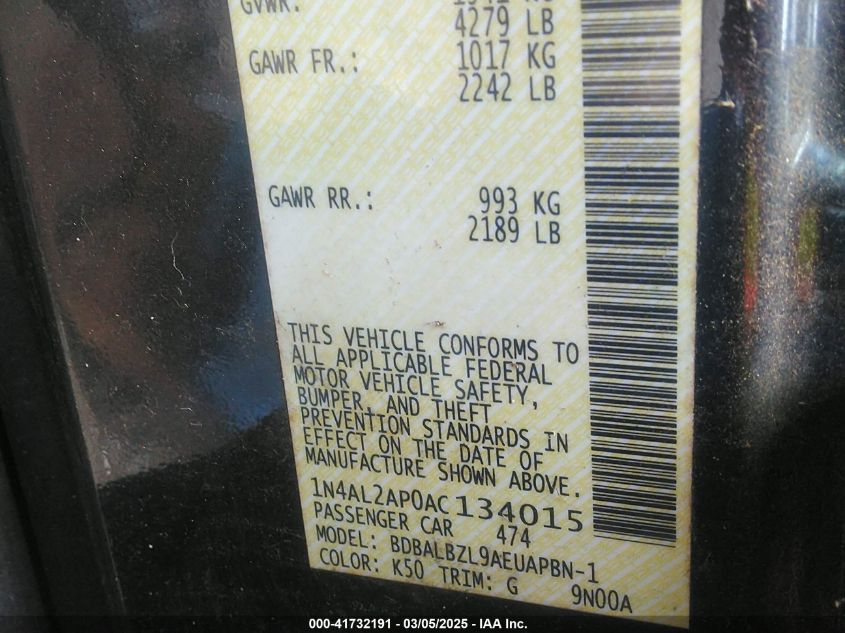 GVWR:
4279 LB
GAWR FR.: 1017 KG
2242 LB
GAWR RR.: 993 KG
2189 LB
THIS VEHICLE CONFORMS TO
ALL APPLICABLE FEDERAL
MOTOR VEHICLE SAFETY,
BUMPER, AND THEFT
PREVENTION STANDARDS IN
EFFECT ON THE DATE OF
MANUFACTURE SHOWN ABOVE.
1N4AL2AP0AC134015
PASSENGER CAR 474
MODEL: BDBALBZL9AEUAPBN-1
COLOR: K50 TRIM: G 9N00A
000-41732191 - 03/05/2025 - IAA Inc.